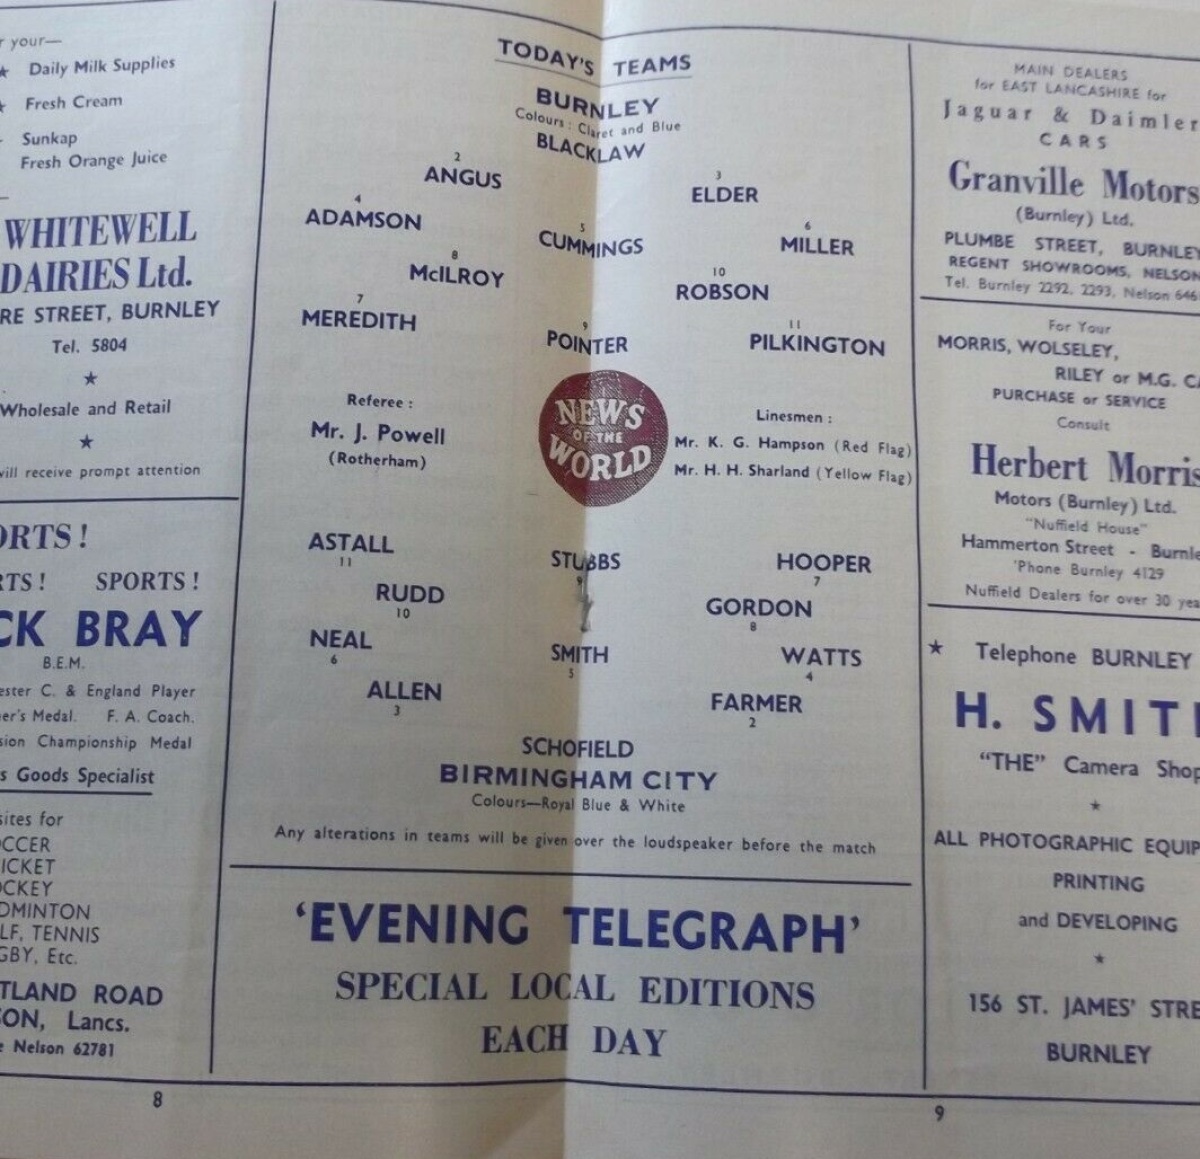 r your—
★ Daily Milk Supplies
★ Fresh Cream
Sunkap
Fresh Orange Juice
WHITEWELL
DAIRIES Ltd.
RE STREET, BURNLEY
Tel. 5804
★
Wholesale and Retail
★
will receive prompt attention
ORTS !
RTS ! SPORTS !
CK BRAY
B.E.M.
ester C. & England Player
ner's Medal. F. A. Coach.
sion Championship Medal
s Goods Specialist
sites for
OCCER
ICKET
OCKEY
DMINTON
LF, TENNIS
GBY, Etc.
TLAND ROAD
SON, Lancs.
e Nelson 62781
8
TODAY'S TEAMS
BURNLEY
Colours: Claret and Blue
BLACKLAW
2 3
ANGUS ELDER
4 5 6
ADAMSON CUMMINGS MILLER
8 10
McILROY ROBSON
7 9 11
MEREDITH POINTER PILKINGTON
NEWS
OF THE
WORLD
Referee :
Mr. J. Powell
(Rotherham)
Linesmen :
Mr. K. G. Hampson (Red Flag)
Mr. H. H. Sharland (Yellow Flag)
ASTALL STUBBS HOOPER
11 9 7
RUDD GORDON
10 8
NEAL SMITH WATTS
6 5 4
ALLEN FARMER
3 2
SCHOFIELD
BIRMINGHAM CITY
Colours—Royal Blue & White
Any alterations in teams will be given over the loudspeaker before the match
'EVENING TELEGRAPH'
SPECIAL LOCAL EDITIONS
EACH DAY
MAIN DEALERS
for EAST LANCASHIRE for
Jaguar & Daimler
CARS
Granville Motors
(Burnley) Ltd.
PLUMBE STREET, BURNLEY
REGENT SHOWROOMS, NELSON
Tel. Burnley 2292, 2293, Nelson 646
For Your
MORRIS, WOLSELEY,
RILEY or M.G. CA
PURCHASE or SERVICE
Consult
Herbert Morris
Motors (Burnley) Ltd.
"Nuffield House"
Hammerton Street - Burnle
'Phone Burnley 4129
Nuffield Dealers for over 30 yea
★ Telephone BURNLEY
H. SMITH
"THE" Camera Shop
★
ALL PHOTOGRAPHIC EQUIP
PRINTING
and DEVELOPING
★
156 ST. JAMES' STRE
BURNLEY
9